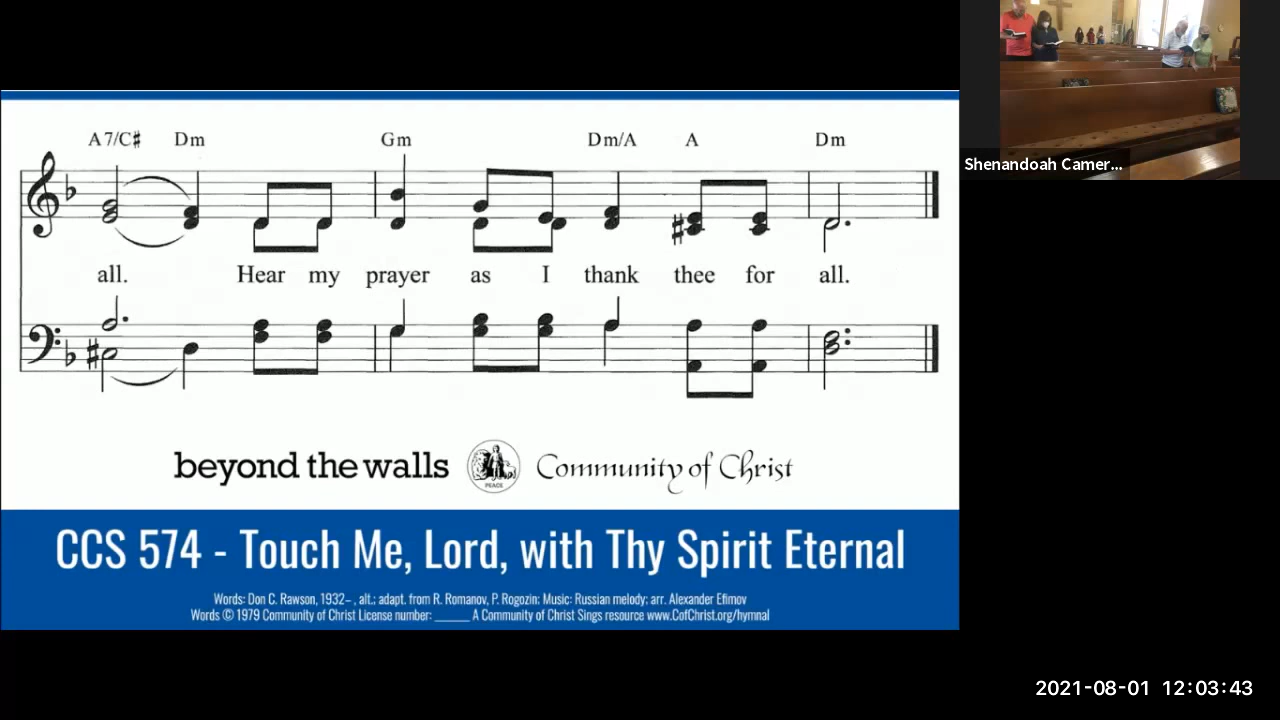 A7/C♯ Dm Gm Dm/A A Dm
all. Hear my prayer as I thank thee for all.
beyond the walls PEACE Community of Christ
CCS 574 - Touch Me, Lord, with Thy Spirit Eternal
Words: Don C. Rawson, 1932– , alt.; adapt. from R. Romanov, P. Rogozin; Music: Russian melody; arr. Alexander Efimov
Words © 1979 Community of Christ License number: ______ A Community of Christ Sings resource www.CofChrist.org/hymnal
Shenandoah Camer...
2021-08-01 12:03:43